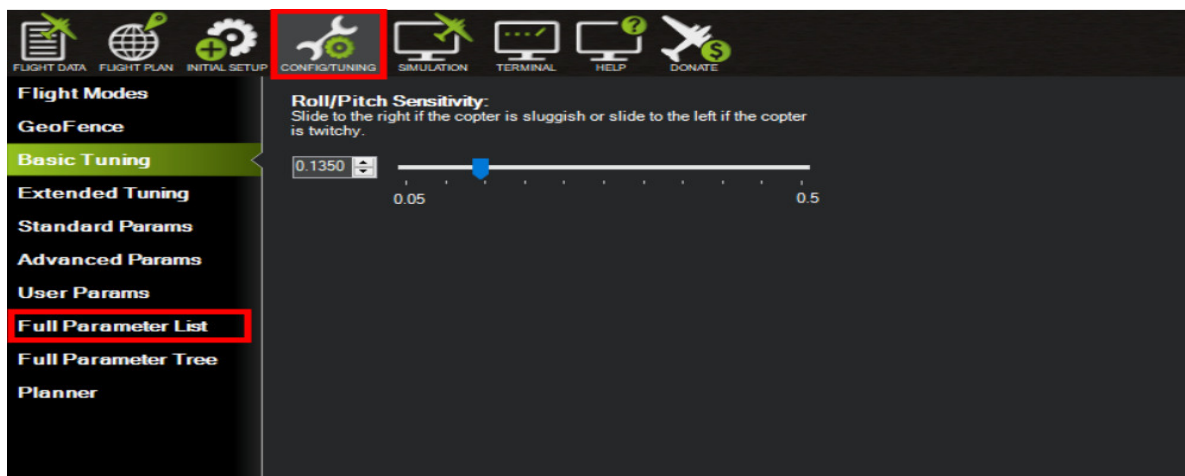 FLIGHT DATA FLIGHT PLAN INITIAL SETUP CONFIG/TUNING SIMULATION TERMINAL HELP DONATE
Flight Modes
GeoFence
Basic Tuning
Extended Tuning
Standard Params
Advanced Params
User Params
Full Parameter List
Full Parameter Tree
Planner
Roll/Pitch Sensitivity:
Slide to the right if the copter is sluggish or slide to the left if the copter
is twitchy.
0.1350
0.05 0.5